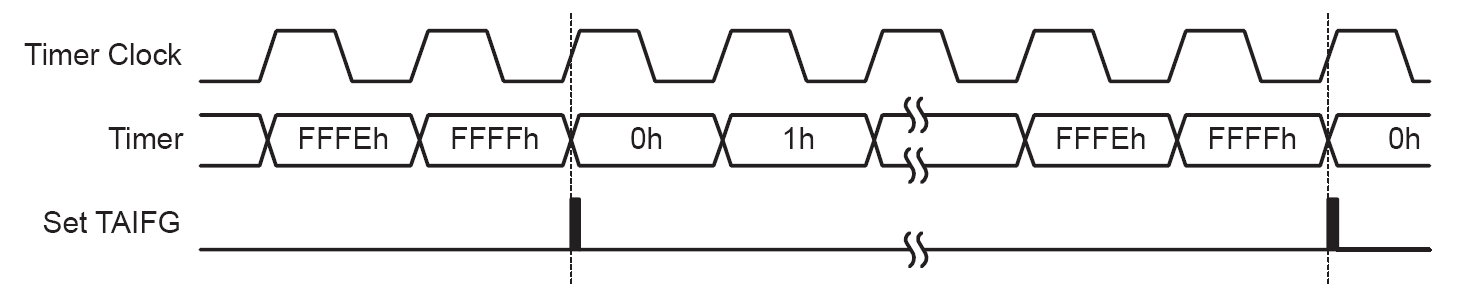 Timer Clock
Timer FFFEh FFFFh 0h 1h FFFEh FFFFh 0h
Set TAIFG